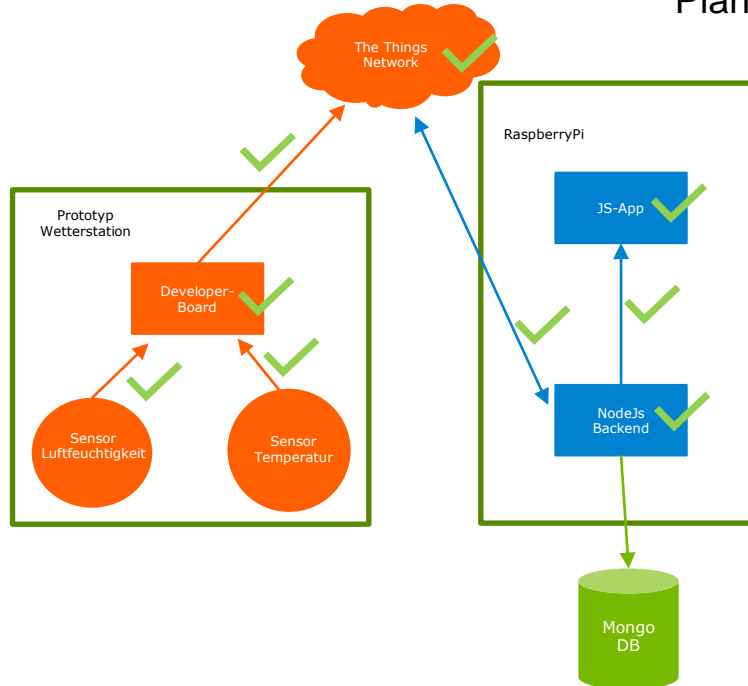 Plan
The Things
Network
RaspberryPi
JS-App
Prototyp
Wetterstation
Developer-
Board
NodeJs
Backend
Sensor
Luftfeuchtigkeit
Sensor
Temperatur
Mongo
DB